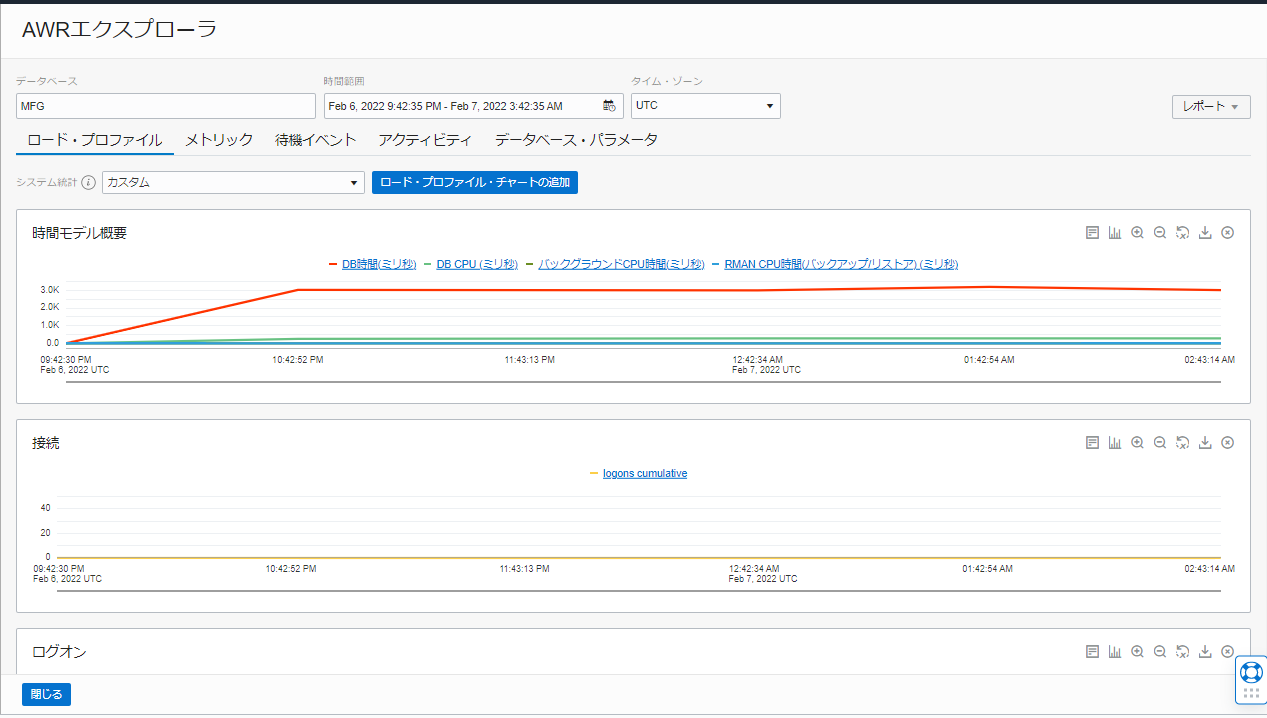 AWRエクスプローラ
データベース 時間範囲 タイム・ゾーン
MFG Feb 6, 2022 9:42:35 PM - Feb 7, 2022 3:42:35 AM UTC レポート
ロード・プロファイル メトリック 待機イベント アクティビティ データベース・パラメータ
システム統計 i カスタム ロード・プロファイル・チャートの追加
時間モデル概要
DB時間(ミリ秒) DB CPU (ミリ秒) バックグラウンドCPU時間(ミリ秒) RMAN CPU時間(バックアップ/リストア) (ミリ秒)
3.0K
2.0K
1.0K
0.0
09:42:30 PM 10:42:52 PM 11:43:13 PM 12:42:34 AM 01:42:54 AM 02:43:14 AM
Feb 6, 2022 UTC Feb 7, 2022 UTC
接続
logons cumulative
40
20
0
09:42:30 PM 10:42:52 PM 11:43:13 PM 12:42:34 AM 01:42:54 AM 02:43:14 AM
Feb 6, 2022 UTC Feb 7, 2022 UTC
ログオン
閉じる